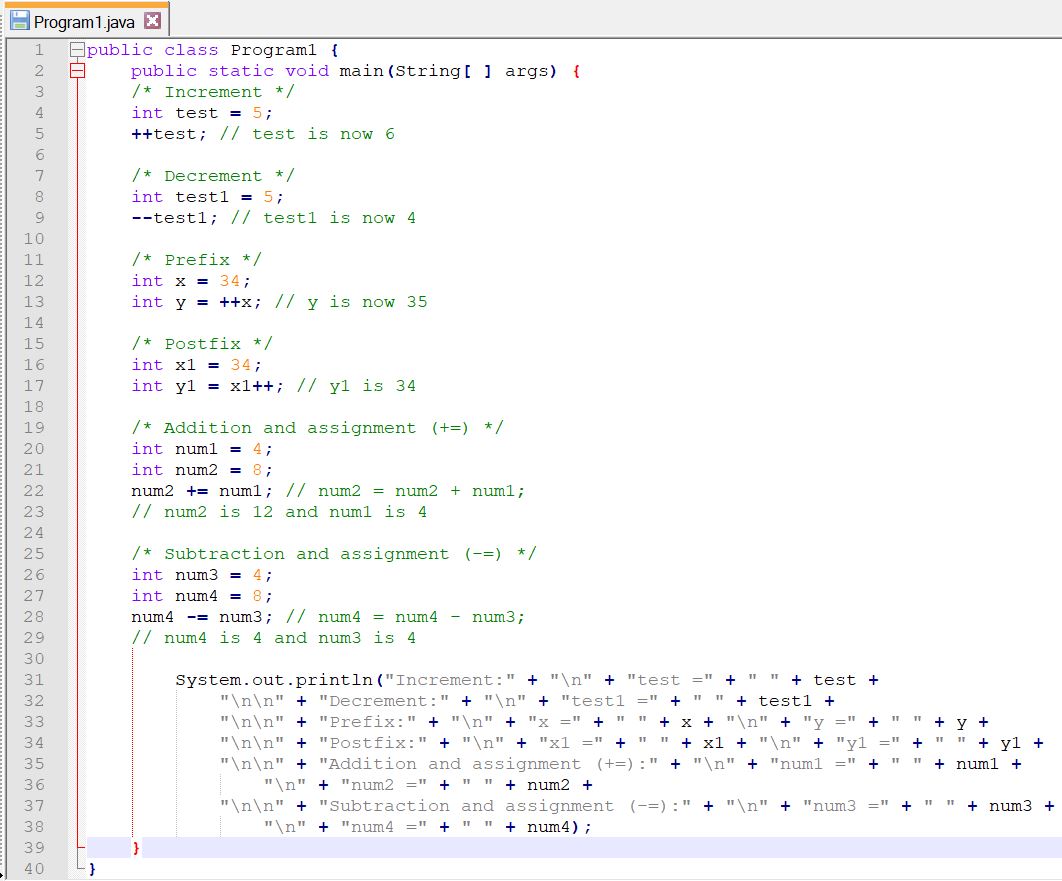 Program1.java
1 public class Program1 {
2 public static void main(String[ ] args) {
3 /* Increment */
4 int test = 5;
5 ++test; // test is now 6
6
7 /* Decrement */
8 int test1 = 5;
9 --test1; // test1 is now 4
10
11 /* Prefix */
12 int x = 34;
13 int y = ++x; // y is now 35
14
15 /* Postfix */
16 int x1 = 34;
17 int y1 = x1++; // y1 is 34
18
19 /* Addition and assignment (+=) */
20 int num1 = 4;
21 int num2 = 8;
22 num2 += num1; // num2 = num2 + num1;
23 // num2 is 12 and num1 is 4
24
25 /* Subtraction and assignment (-=) */
26 int num3 = 4;
27 int num4 = 8;
28 num4 -= num3; // num4 = num4 - num3;
29 // num4 is 4 and num3 is 4
30
31 System.out.println("Increment:" + "\n" + "test =" + " " + test +
32 "\n\n" + "Decrement:" + "\n" + "test1 =" + " " + test1 +
33 "\n\n" + "Prefix:" + "\n" + "x =" + " " + x + "\n" + "y =" + " " + y +
34 "\n\n" + "Postfix:" + "\n" + "x1 =" + " " + x1 + "\n" + "y1 =" + " " + y1 +
35 "\n\n" + "Addition and assignment (+=):" + "\n" + "num1 =" + " " + num1 +
36 "\n" + "num2 =" + " " + num2 +
37 "\n\n" + "Subtraction and assignment (-=):" + "\n" + "num3 =" + " " + num3 +
38 "\n" + "num4 =" + " " + num4);
39 }
40 }